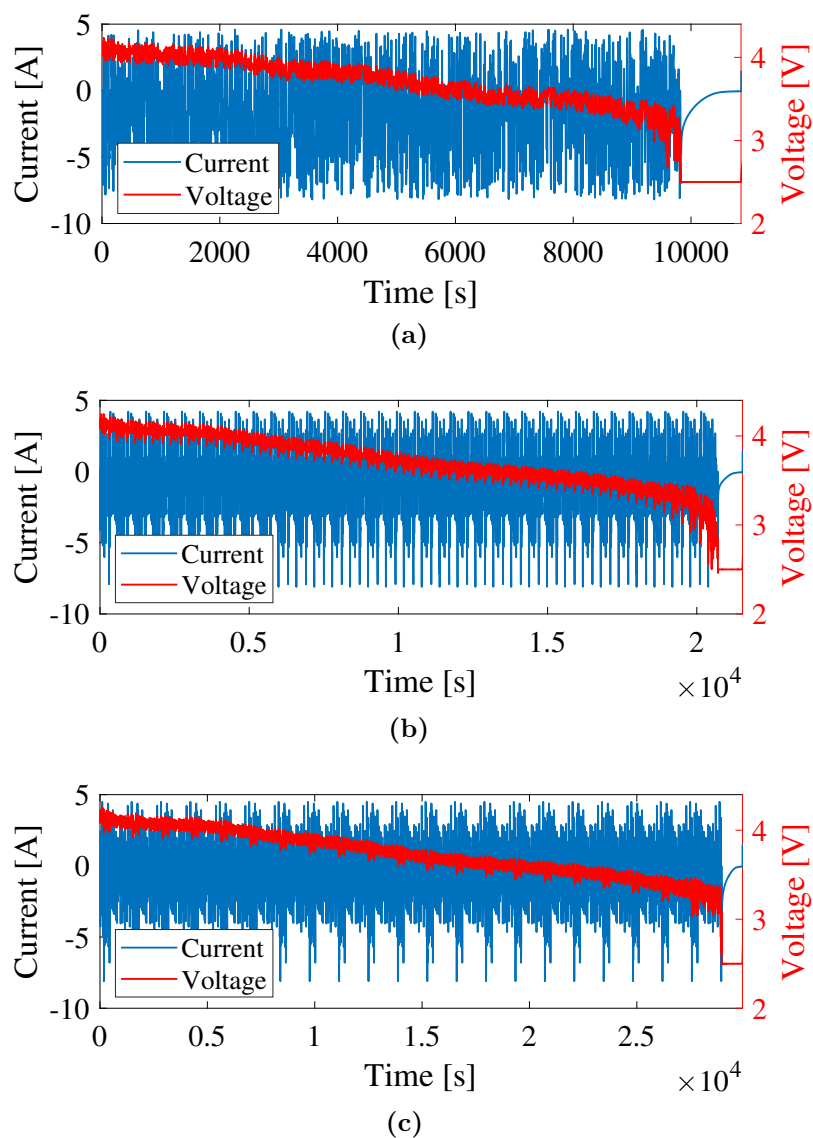 5
0
-5
-10
Current [A]
4
3
2
Voltage [V]
Current
Voltage
0 2000 4000 6000 8000 10000
Time [s]
(a)
5
0
-5
-10
Current [A]
4
3
2
Voltage [V]
Current
Voltage
0 0.5 1 1.5 2
×10^4
Time [s]
(b)
5
0
-5
-10
Current [A]
4
3
2
Voltage [V]
Current
Voltage
0 0.5 1 1.5 2 2.5
×10^4
Time [s]
(c)